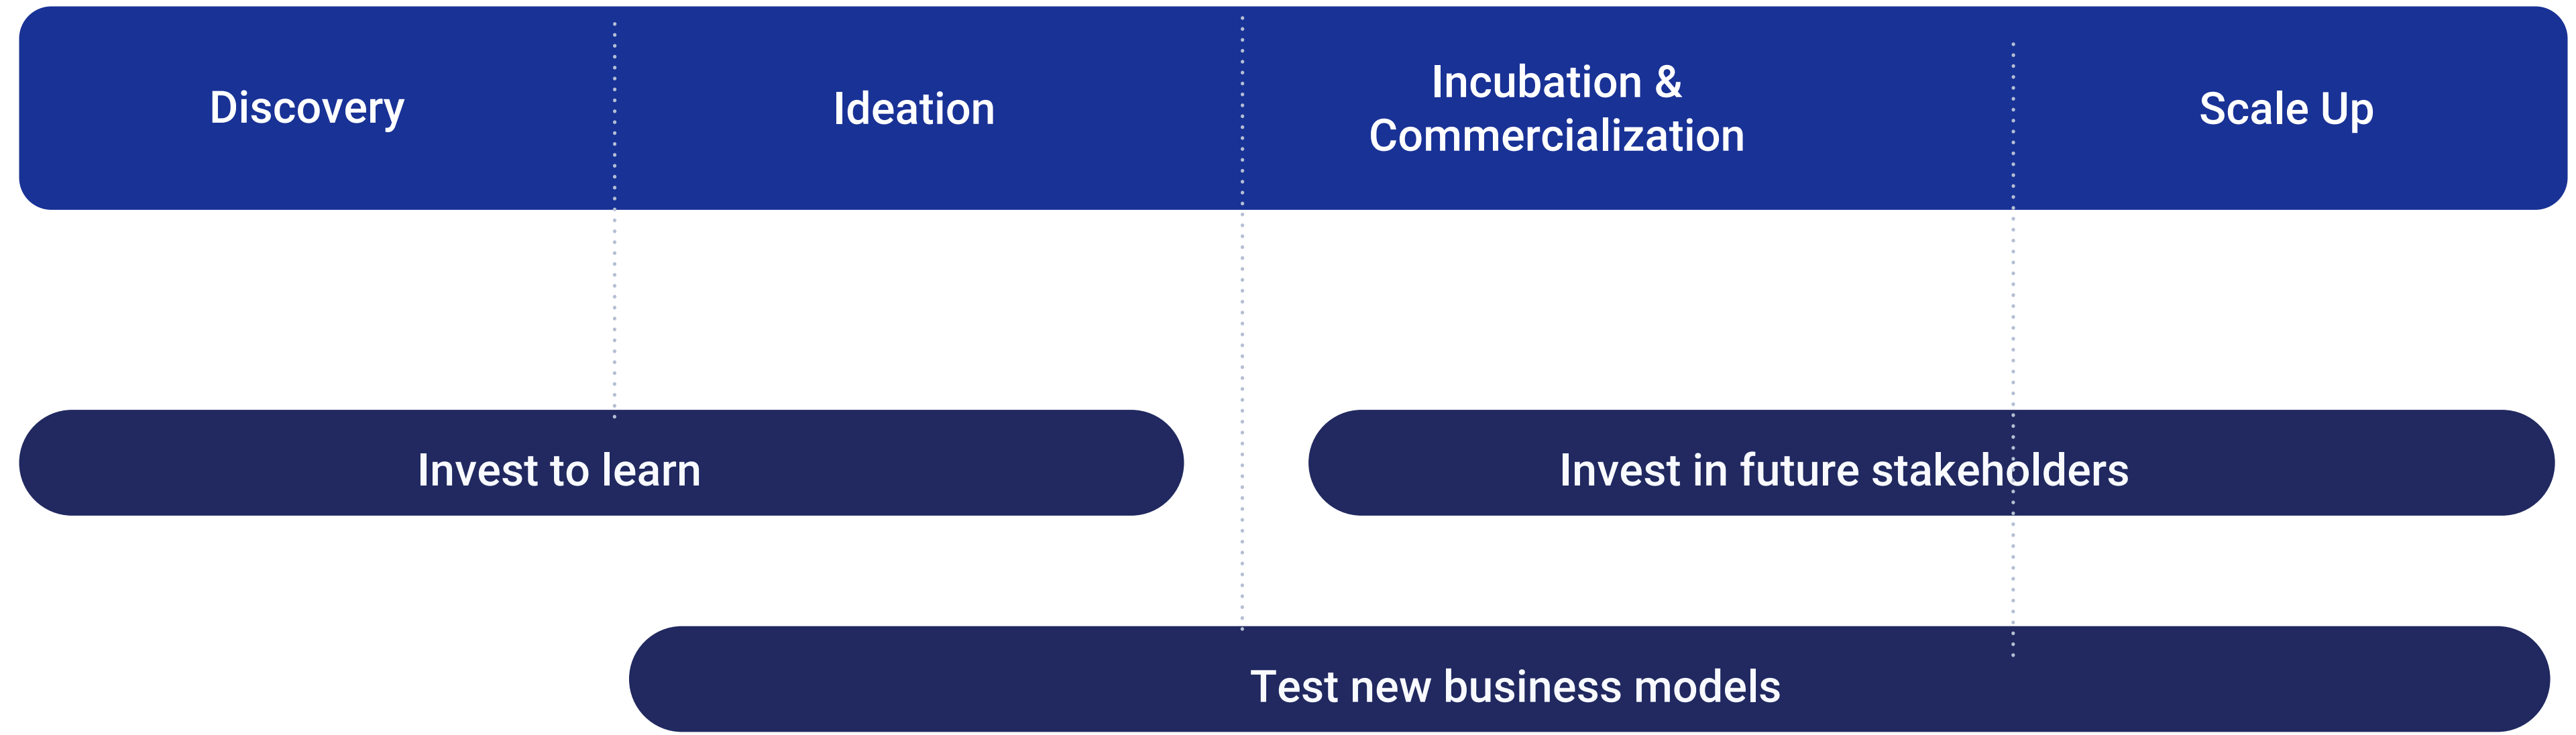 Discovery
Ideation
Incubation &
Commercialization
Scale Up
Invest to learn
Invest in future stakeholders
Test new business models